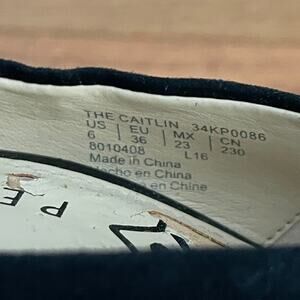 THE CAITLIN 34KP0086
US | EU | MX | CN
6 | 36 | 23 | 230
8010408 L16
Made in China
Hecho en China
en Chine
P E